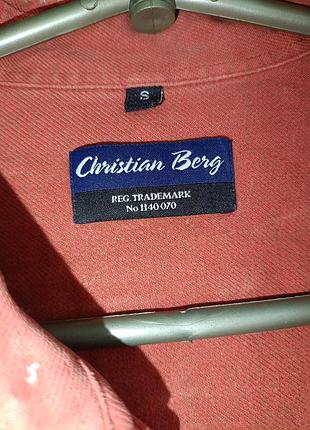 S
Christian Berg
REG. TRADEMARK
No 1140 070